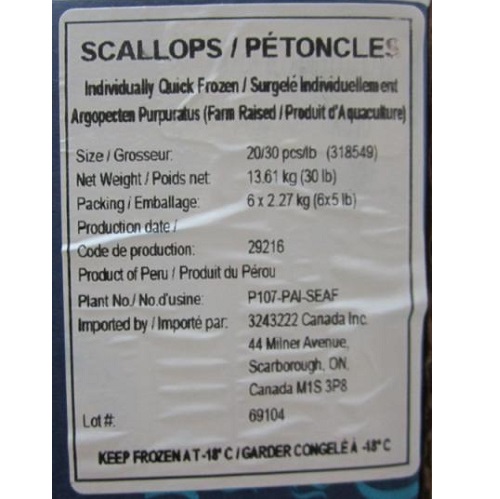 SCALLOPS / PÉTONCLES
Individually Quick Frozen / Surgelé Individuellement
Argopecten Purpuratus (Farm Raised / Produit d'Aquaculture)
Size / Grosseur: 20/30 pcs/lb (318549)
Net Weight / Poids net: 13.61 kg (30 lb)
Packing / Emballage: 6 x 2.27 kg (6x5 lb)
Production date /
Code de production: 29216
Product of Peru / Produit du Pérou
Plant No./ No.d'usine: P107-PAI-SEAF
Imported by / Importé par: 3243222 Canada Inc.
44 Milner Avenue,
Scarborough, ON,
Canada M1S 3P8
Lot #: 69104
KEEP FROZEN AT -18° C / GARDER CONGELÉ À -18° C